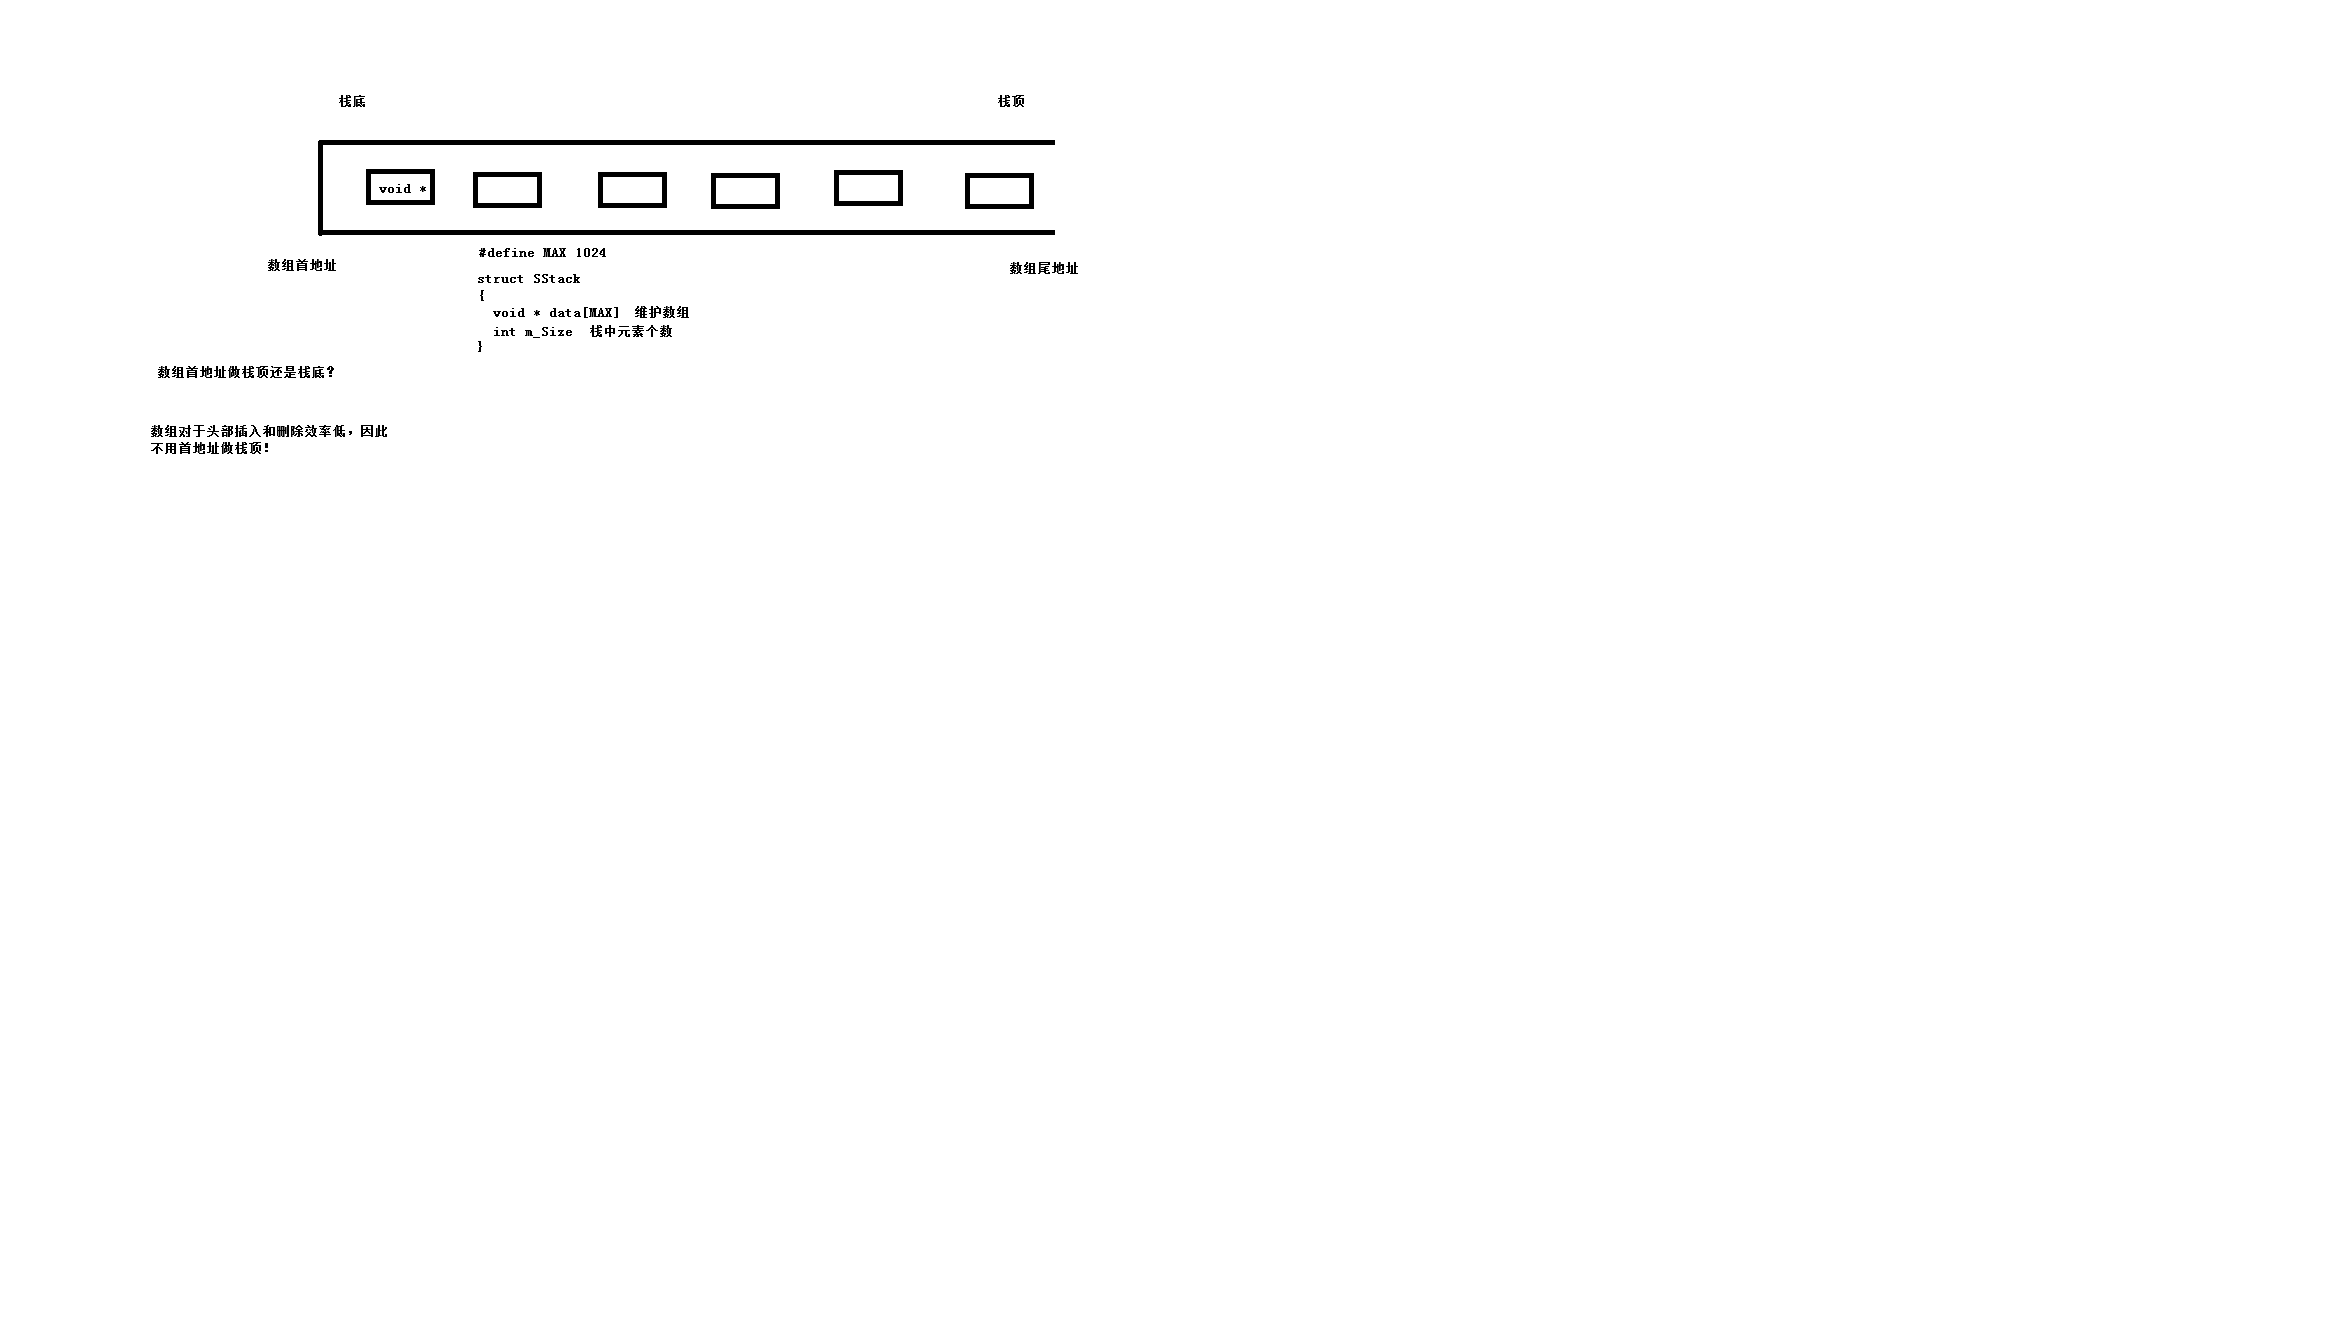 栈底
栈顶
void *
数组首地址
数组尾地址
#define MAX 1024
struct SStack
{
void * data[MAX] 维护数组
int m_Size 栈中元素个数
}
数组首地址做栈顶还是栈底?
数组对于头部插入和删除效率低，因此
不用首地址做栈顶!